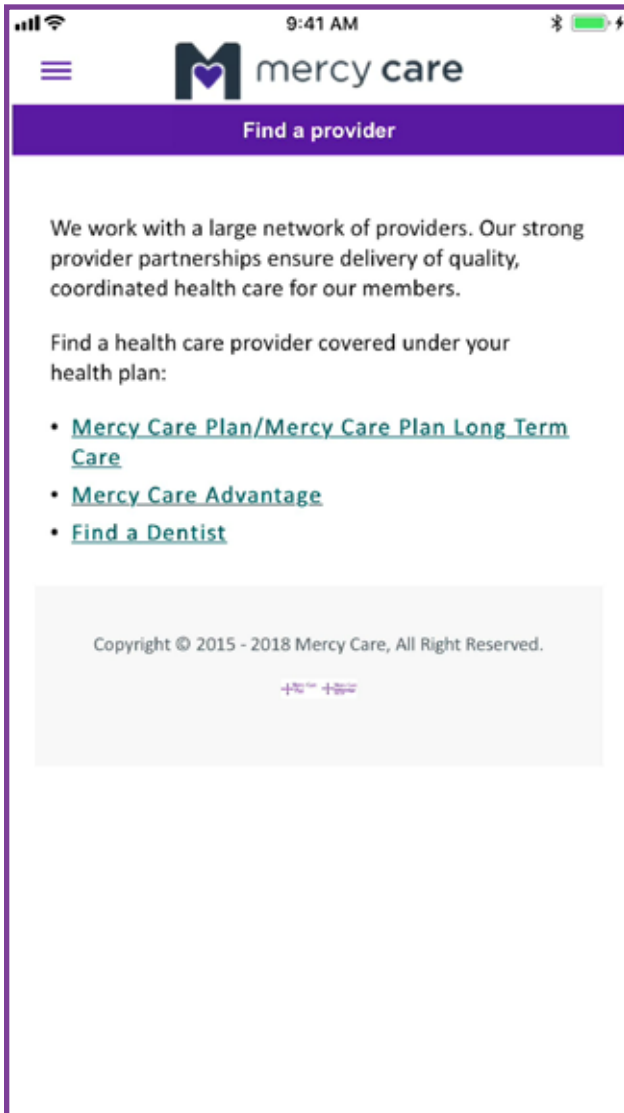 9:41 AM
mercy care
Find a provider
We work with a large network of providers. Our strong
provider partnerships ensure delivery of quality,
coordinated health care for our members.
Find a health care provider covered under your
health plan:
• Mercy Care Plan/Mercy Care Plan Long Term
Care
• Mercy Care Advantage
• Find a Dentist
Copyright © 2015 - 2018 Mercy Care, All Right Reserved.